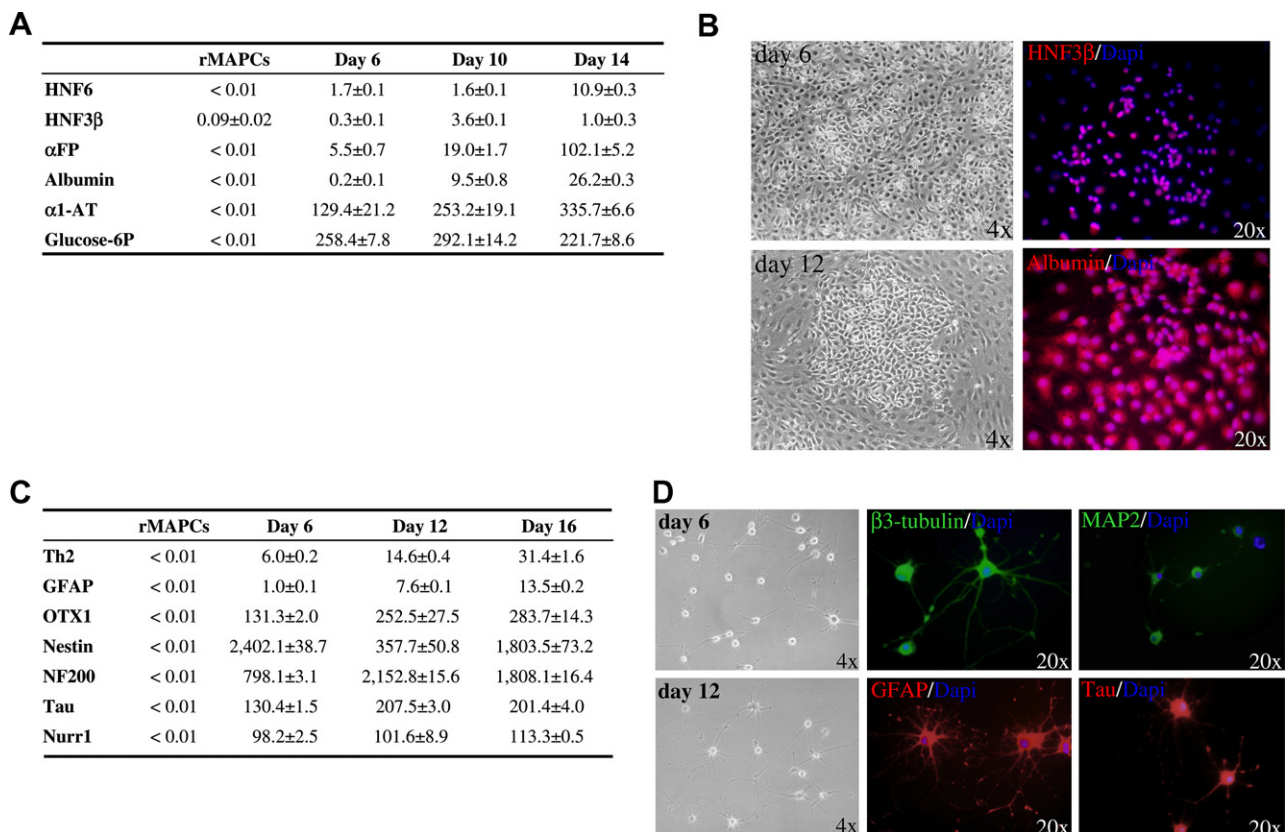 A
rMAPCs Day 6 Day 10 Day 14
HNF6 < 0.01 1.7±0.1 1.6±0.1 10.9±0.3
HNF3β 0.09±0.02 0.3±0.1 3.6±0.1 1.0±0.3
αFP < 0.01 5.5±0.7 19.0±1.7 102.1±5.2
Albumin < 0.01 0.2±0.1 9.5±0.8 26.2±0.3
α1-AT < 0.01 129.4±21.2 253.2±19.1 335.7±6.6
Glucose-6P < 0.01 258.4±7.8 292.1±14.2 221.7±8.6
B
day 6
4x
HNF3β/Dapi
20x
day 12
4x
Albumin/Dapi
20x
C
rMAPCs Day 6 Day 12 Day 16
Th2 < 0.01 6.0±0.2 14.6±0.4 31.4±1.6
GFAP < 0.01 1.0±0.1 7.6±0.1 13.5±0.2
OTX1 < 0.01 131.3±2.0 252.5±27.5 283.7±14.3
Nestin < 0.01 2,402.1±38.7 357.7±50.8 1,803.5±73.2
NF200 < 0.01 798.1±3.1 2,152.8±15.6 1,808.1±16.4
Tau < 0.01 130.4±1.5 207.5±3.0 201.4±4.0
Nurr1 < 0.01 98.2±2.5 101.6±8.9 113.3±0.5
D
day 6
4x
β3-tubulin/Dapi
20x
MAP2/Dapi
20x
day 12
4x
GFAP/Dapi
20x
Tau/Dapi
20x